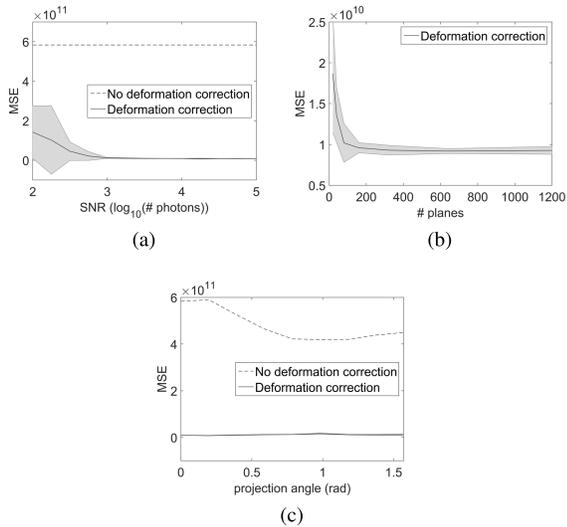 ×10^11
6
4
2
0
MSE
No deformation correction
Deformation correction
2 3 4 5
SNR (log10(# photons))
(a)
×10^10
2.5
2
1.5
1
0.5
MSE
Deformation correction
0 200 400 600 800 1000 1200
# planes
(b)
×10^11
6
4
2
0
MSE
No deformation correction
Deformation correction
0 0.5 1 1.5
projection angle (rad)
(c)